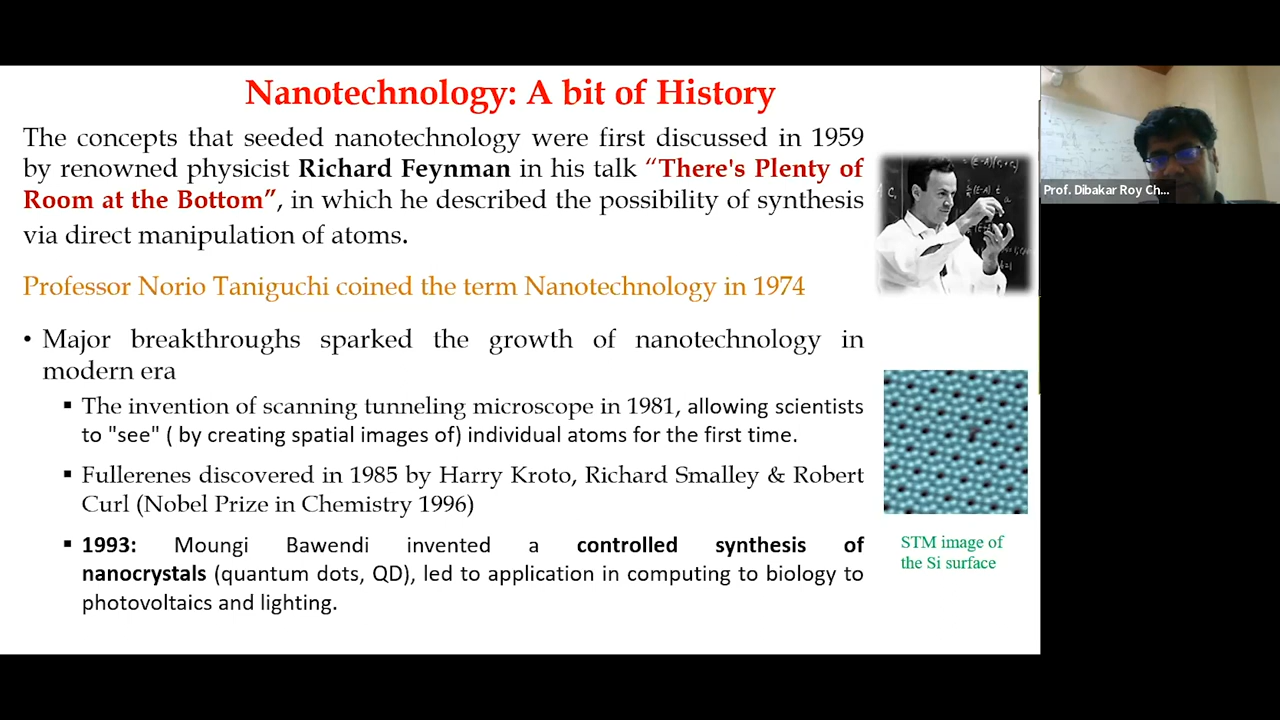 Nanotechnology: A bit of History
The concepts that seeded nanotechnology were first discussed in 1959
by renowned physicist Richard Feynman in his talk “There's Plenty of
Room at the Bottom”, in which he described the possibility of synthesis
via direct manipulation of atoms.
Professor Norio Taniguchi coined the term Nanotechnology in 1974
• Major breakthroughs sparked the growth of nanotechnology in
modern era
▪ The invention of scanning tunneling microscope in 1981, allowing scientists
to "see" ( by creating spatial images of) individual atoms for the first time.
▪ Fullerenes discovered in 1985 by Harry Kroto, Richard Smalley & Robert
Curl (Nobel Prize in Chemistry 1996)
▪ 1993: Moungi Bawendi invented a controlled synthesis of
nanocrystals (quantum dots, QD), led to application in computing to biology to
photovoltaics and lighting.
STM image of
the Si surface
Prof. Dibakar Roy Ch...